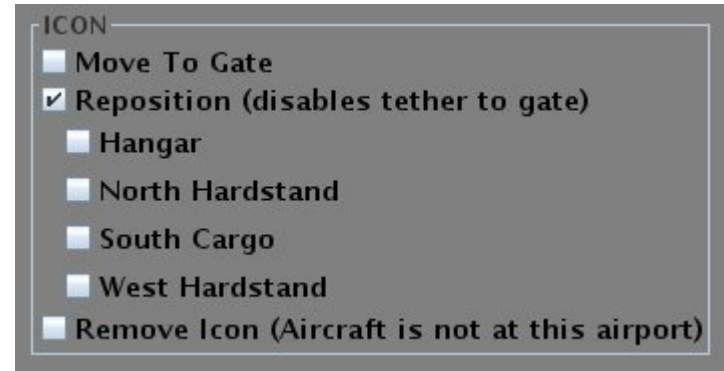 ICON
Move To Gate
Reposition (disables tether to gate)
Hangar
North Hardstand
South Cargo
West Hardstand
Remove Icon (Aircraft is not at this airport)